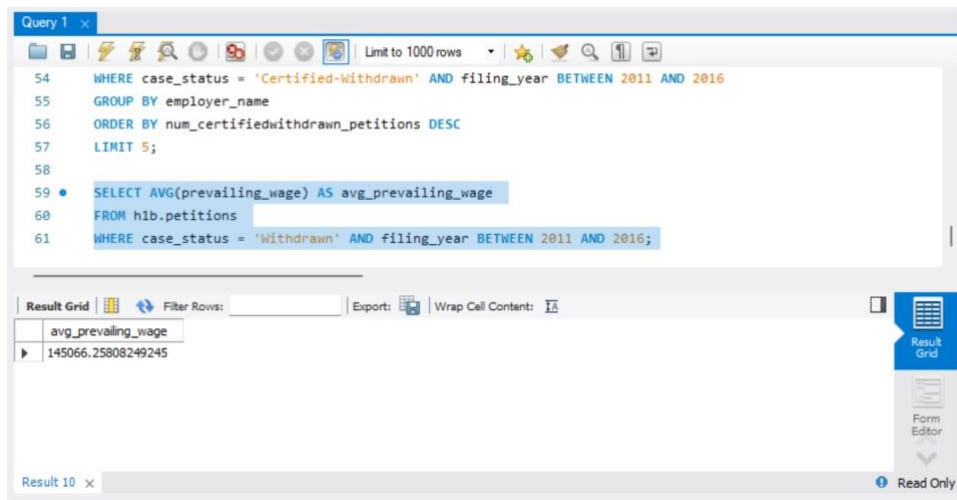 Query 1
Limit to 1000 rows
54 WHERE case_status = 'Certified-Withdrawn' AND filing_year BETWEEN 2011 AND 2016
55 GROUP BY employer_name
56 ORDER BY num_certifiedwithdrawn_petitions DESC
57 LIMIT 5;
58
59 SELECT AVG(prevailing_wage) AS avg_prevailing_wage
60 FROM h1b.petitions
61 WHERE case_status = 'Withdrawn' AND filing_year BETWEEN 2011 AND 2016;
Result Grid Filter Rows: Export: Wrap Cell Content:
avg_prevailing_wage
145066.25808249245
Result
Grid
Form
Editor
Result 10 Read Only